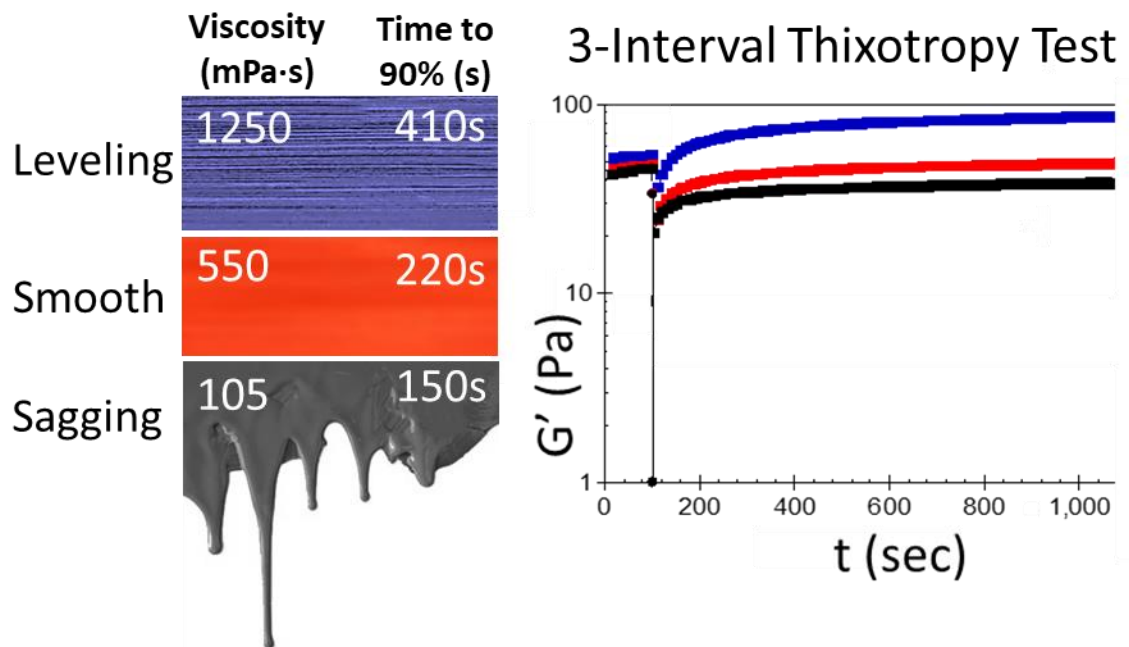 Viscosity
(mPa·s)
Time to
90% (s)
Leveling
1250
410s
Smooth
550
220s
Sagging
105
150s
3-Interval Thixotropy Test
G’ (Pa)
100
10
1
0
200
400
600
800
1,000
t (sec)